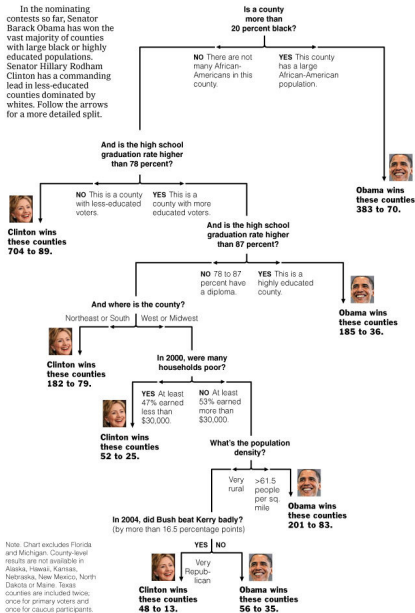 In the nominating
contests so far, Senator
Barack Obama has won the
vast majority of counties
with large black or highly
educated populations.
Senator Hillary Rodham
Clinton has a commanding
lead in less-educated
counties dominated by
whites. Follow the arrows
for a more detailed split.
Is a county
more than
20 percent black?
NO There are not
many African-
Americans in this
county.
YES This county
has a large
African-American
population.
And is the high school
graduation rate higher
than 78 percent?
Obama wins
these counties
383 to 70.
NO This is a county
with less-educated
voters.
YES This is a
county with more
educated voters.
Clinton wins
these counties
704 to 89.
And is the high school
graduation rate higher
than 87 percent?
NO 78 to 87
percent have
a diploma.
YES This is a
highly educated
county.
Obama wins
these counties
185 to 36.
And where is the county?
Northeast or South
West or Midwest
Clinton wins
these counties
182 to 79.
In 2000, were many
households poor?
YES At least
47% earned
less than
$30,000.
NO At least
53% earned
more than
$30,000.
Clinton wins
these counties
52 to 25.
What's the population
density?
Very
rural
>61.5
people
per sq.
mile
Obama wins
these counties
201 to 83.
In 2004, did Bush beat Kerry badly?
(by more than 16.5 percentage points)
YES
NO
Very
Repub-
lican
Clinton wins
these counties
48 to 13.
Obama wins
these counties
56 to 35.
Note. Chart excludes Florida
and Michigan. County-level
results are not available in
Alaska, Hawaii, Kansas,
Nebraska, New Mexico, North
Dakota or Maine. Texas
counties are included twice;
once for primary voters and
once for caucus participants.